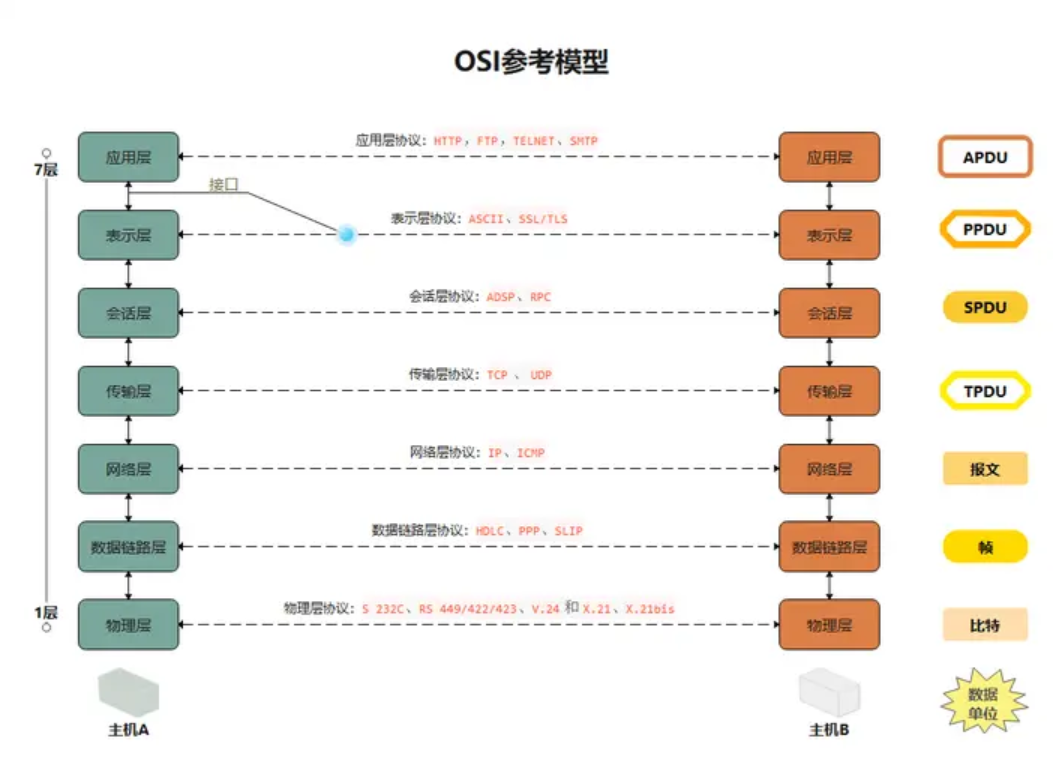 OSI参考模型
应用层协议：HTTP，FTP，TELNET、SMTP
7层
应用层
应用层
APDU
接口
表示层协议：ASCII、SSL/TLS
表示层
表示层
PPDU
会话层协议：ADSP、RPC
会话层
会话层
SPDU
传输层协议：TCP 、 UDP
传输层
传输层
TPDU
网络层协议：IP、ICMP
网络层
网络层
报文
数据链路层协议：HDLC、PPP、SLIP
数据链路层
数据链路层
帧
1层
物理层协议：S 232C、RS 449/422/423、V.24 和 X.21、X.21bis
物理层
物理层
比特
数据
单位
主机A
主机B